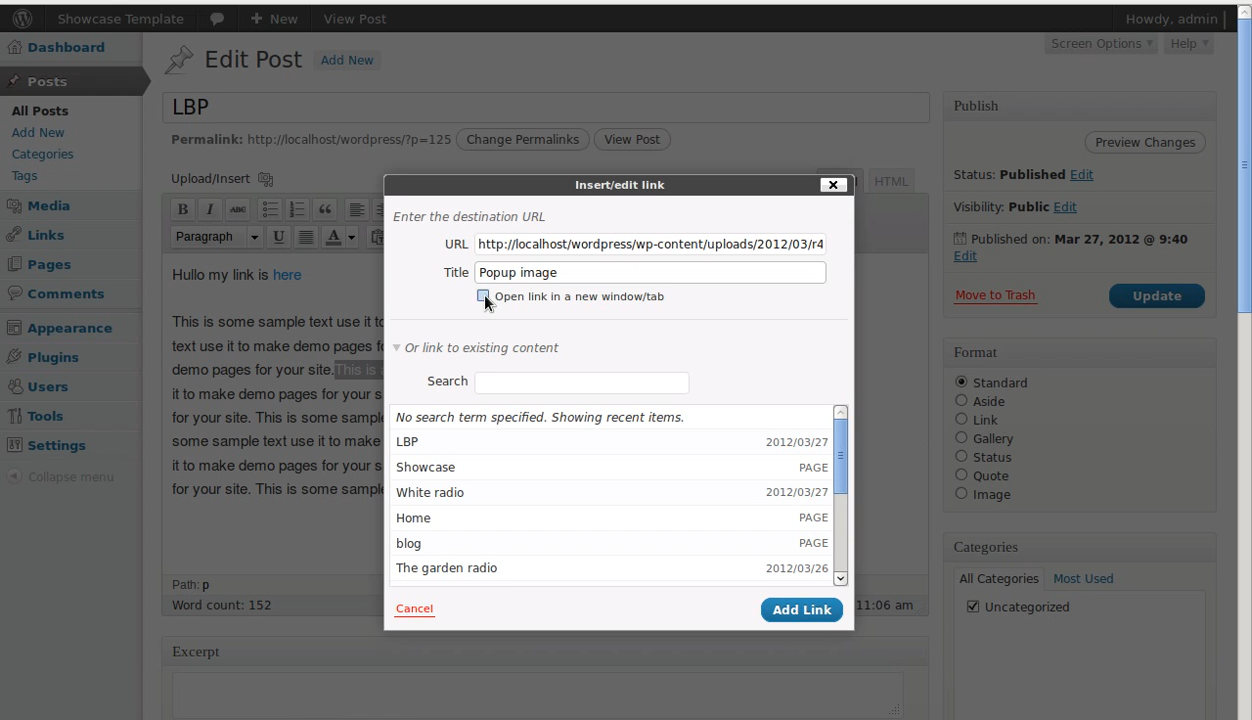 Showcase Template
New
View Post
Howdy, admin
Dashboard
Posts
All Posts
Add New
Categories
Tags
Media
Links
Pages
Comments
Appearance
Plugins
Users
Tools
Settings
Collapse menu
Screen Options
Help
Edit Post
Add New
LBP
Permalink: http://localhost/wordpress/?p=125
Change Permalinks
View Post
Upload/Insert
HTML
B I ABC
Paragraph U A
Hullo my link is here
This is some sample text use it to
text use it to make demo pages
demo pages for your site.This is
it to make demo pages for your
for your site. This is some
some sample text use it to make
it to make demo pages for your
for your site. This is some
Path: p
Word count: 152
11:06 am
Excerpt
Insert/edit link
Enter the destination URL
URL http://localhost/wordpress/wp-content/uploads/2012/03/r4
Title Popup image
Open link in a new window/tab
Or link to existing content
Search
No search term specified. Showing recent items.
LBP 2012/03/27
Showcase PAGE
White radio 2012/03/27
Home PAGE
blog PAGE
The garden radio 2012/03/26
Cancel
Add Link
Publish
Preview Changes
Status: Published Edit
Visibility: Public Edit
Published on: Mar 27, 2012 @ 9:40
Edit
Move to Trash
Update
Format
Standard
Aside
Link
Gallery
Status
Quote
Image
Categories
All Categories
Most Used
Uncategorized